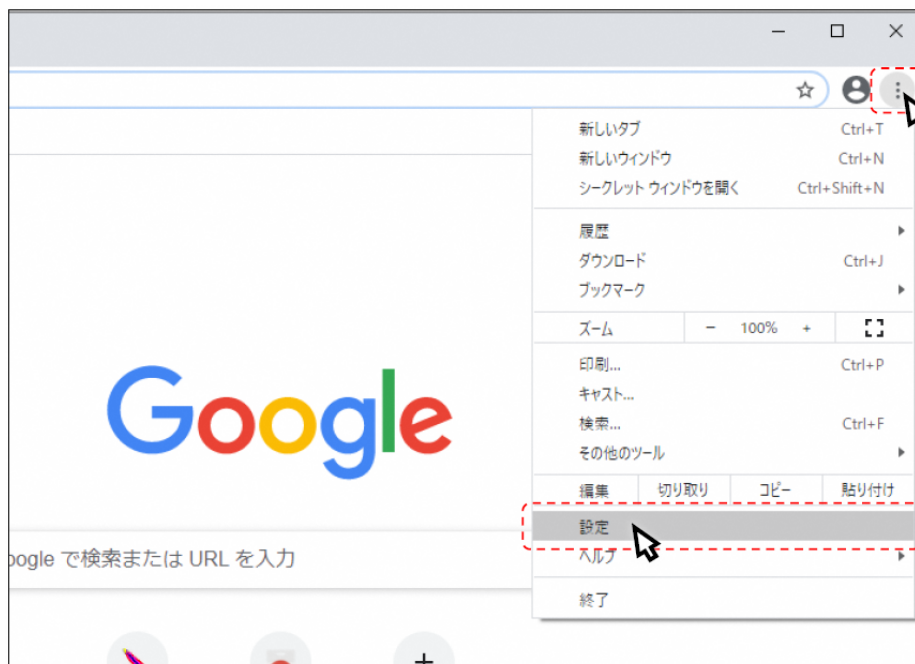 新しいタブ Ctrl+T
新しいウィンドウ Ctrl+N
シークレット ウィンドウを開く Ctrl+Shift+N
履歴
ダウンロード Ctrl+J
ブックマーク
ズーム − 100% +
印刷... Ctrl+P
キャスト...
検索... Ctrl+F
その他のツール
編集 切り取り コピー 貼り付け
設定
ヘルプ
終了
Google
oogle で検索または URL を入力